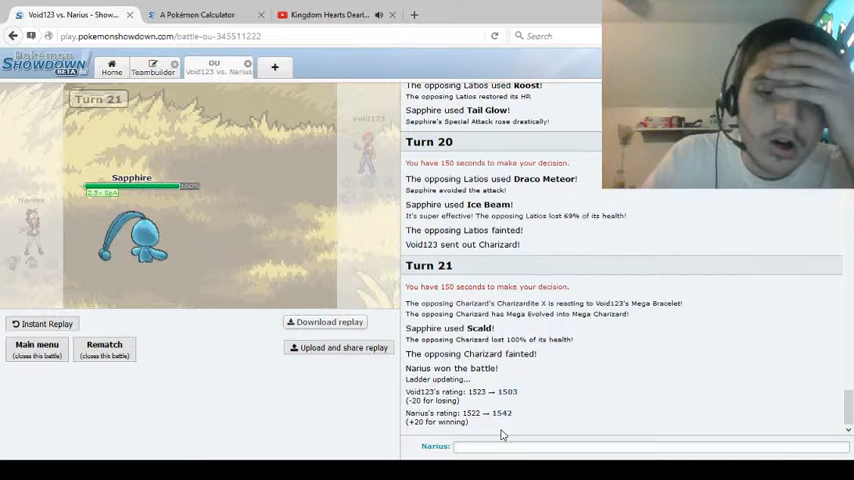 Void123 vs. Narius - Show...
A Pokémon Calculator
Kingdom Hearts Dearl...
play.pokemonshowdown.com/battle-ou-345511222
Search
Pokémon
SHOWDOWN
BETA
Home
Teambuilder
OU
Void123 vs. Narius
Turn 21
Void123
Sapphire
100%
2.5× SpA
Narius
Instant Replay
Download replay
Main menu
(closes this battle)
Rematch
(closes this battle)
Upload and share replay
The opposing Latios used Roost!
The opposing Latios restored its HP.
Sapphire used Tail Glow!
Sapphire's Special Attack rose drastically!
Turn 20
You have 150 seconds to make your decision.
The opposing Latios used Draco Meteor!
Sapphire avoided the attack!
Sapphire used Ice Beam!
It's super effective! The opposing Latios lost 69% of its health!
The opposing Latios fainted!
Void123 sent out Charizard!
Turn 21
You have 150 seconds to make your decision.
The opposing Charizard's Charizardite X is reacting to Void123's Mega Bracelet!
The opposing Charizard has Mega Evolved into Mega Charizard!
Sapphire used Scald!
The opposing Charizard lost 100% of its health!
The opposing Charizard fainted!
Narius won the battle!
Ladder updating...
Void123's rating: 1523 → 1503
(-20 for losing)
Narius's rating: 1522 → 1542
(+20 for winning)
Narius: